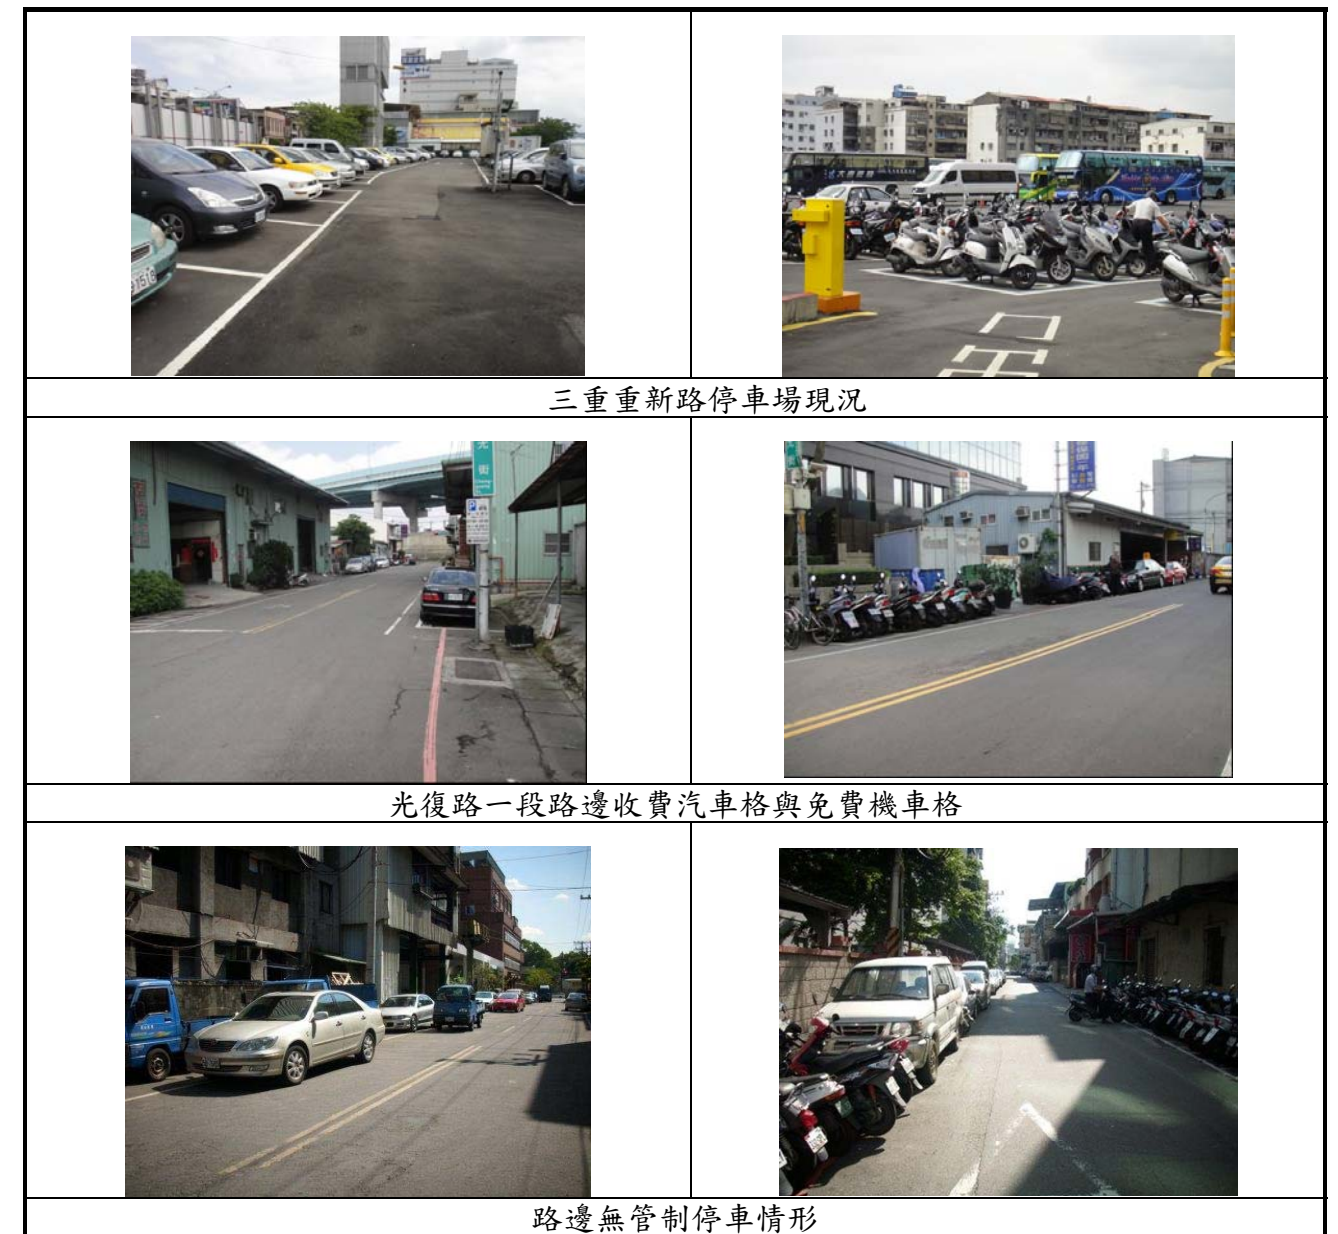 三重重新路停車場現況
街
光復路一段路邊收費汽車格與免費機車格
路邊無管制停車情形